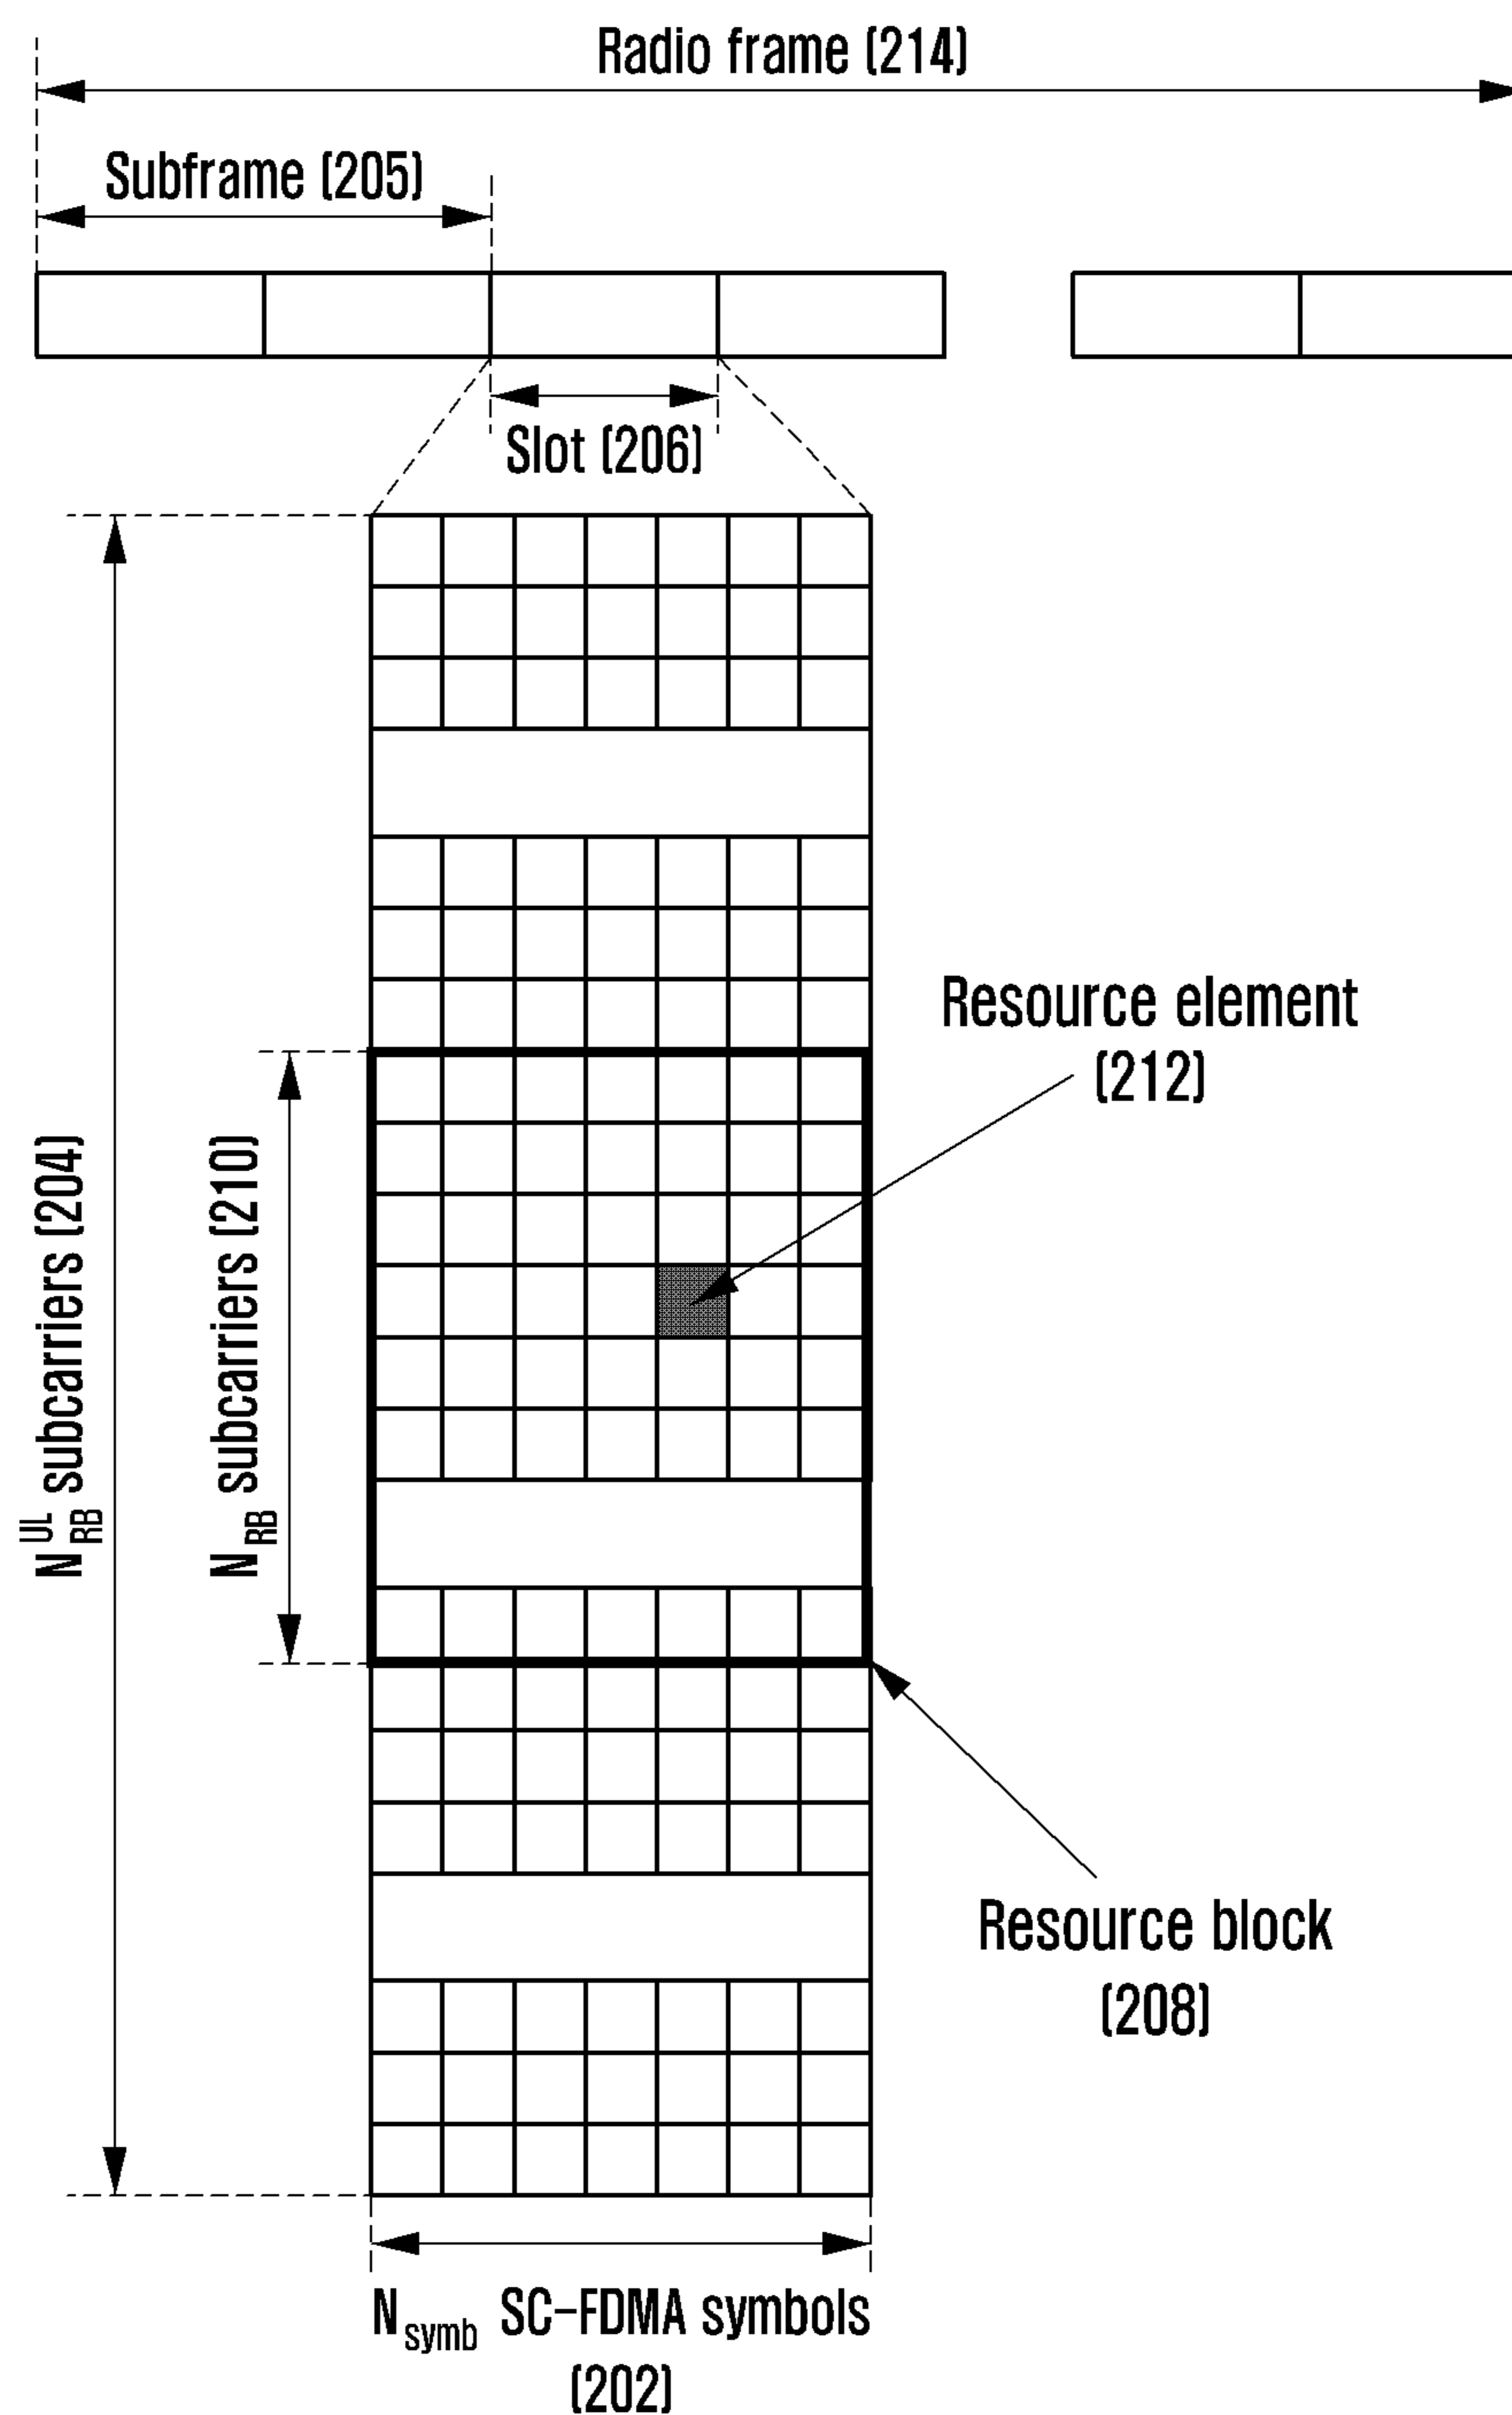 Radio frame (214)
Subframe (205)
Slot (206)
Resource element
(212)
N^UL_RB subcarriers (204)
N_RB subcarriers (210)
Resource block
(208)
N_symb SC-FDMA symbols
(202)